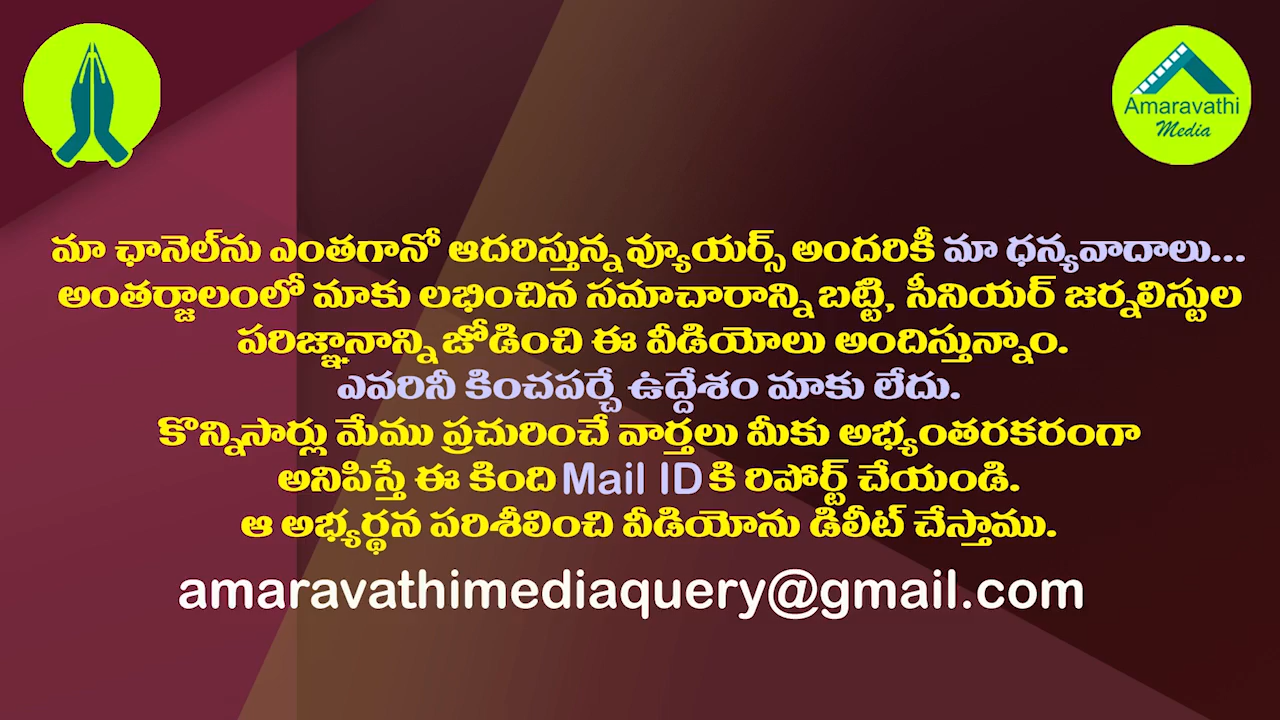 Amaravathi
Media
మా ఛానెల్‌ను ఎంతగానో ఆదరిస్తున్న వ్యూయర్స్ అందరికీ మా ధన్యవాదాలు...
అంతర్జాలంలో మాకు లభించిన సమాచారాన్ని బట్టి, సీనియర్ జర్నలిస్టుల
పరిజ్ఞానాన్ని జోడించి ఈ వీడియోలు అందిస్తున్నాం.
ఎవరినీ కించపర్చే ఉద్దేశం మాకు లేదు.
కొన్నిసార్లు మేము ప్రచురించే వార్తలు మీకు అభ్యంతరకరంగా
అనిపిస్తే ఈ కింది Mail ID కి రిపోర్ట్ చేయండి.
ఆ అభ్యర్థన పరిశీలించి వీడియోను డిలీట్ చేస్తాము.
amaravathimediaquery@gmail.com